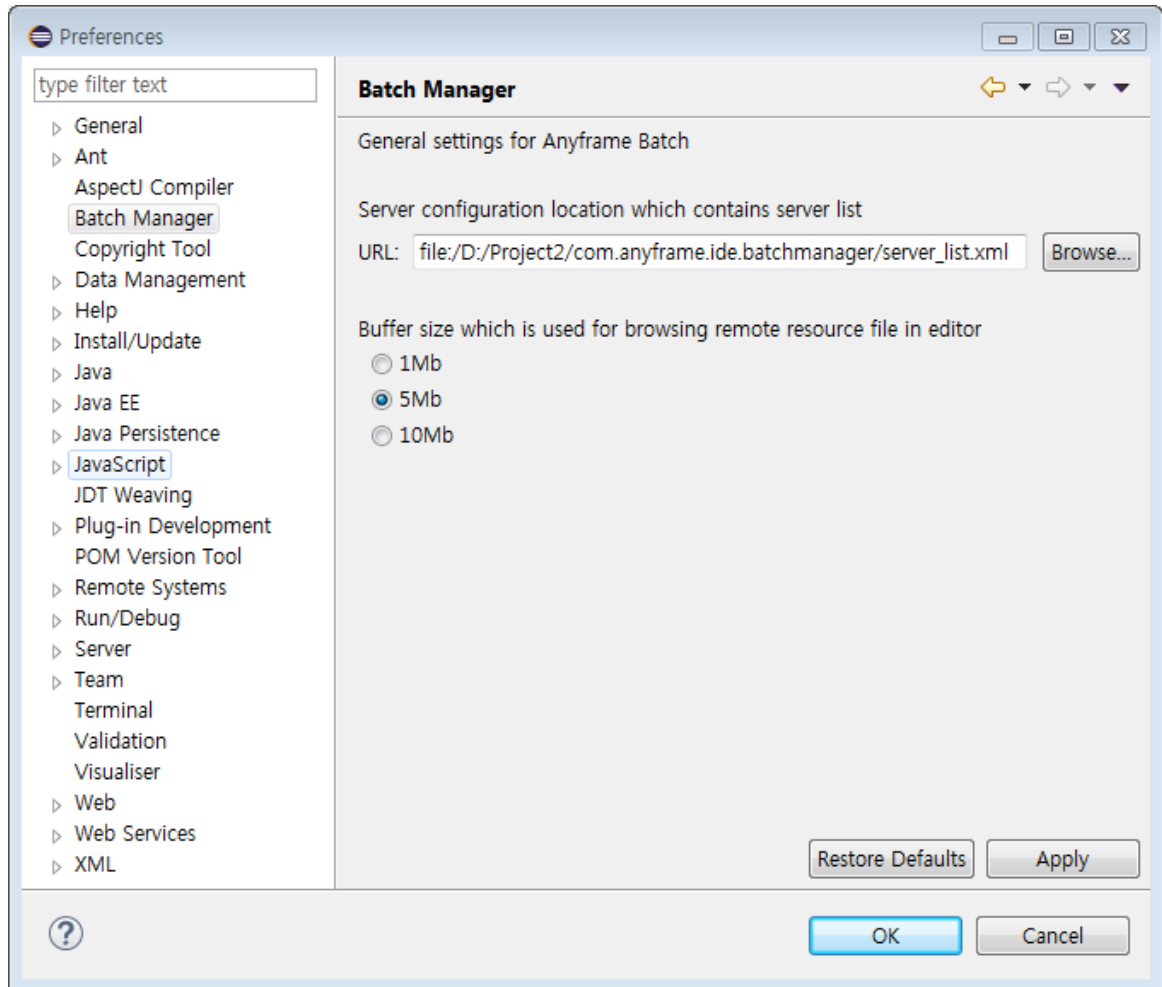 Preferences
type filter text
General
Ant
AspectJ Compiler
Batch Manager
Copyright Tool
Data Management
Help
Install/Update
Java
Java EE
Java Persistence
JavaScript
JDT Weaving
Plug-in Development
POM Version Tool
Remote Systems
Run/Debug
Server
Team
Terminal
Validation
Visualiser
Web
Web Services
XML
Batch Manager
General settings for Anyframe Batch
Server configuration location which contains server list
URL: file:/D:/Project2/com.anyframe.ide.batchmanager/server_list.xml Browse...
Buffer size which is used for browsing remote resource file in editor
1Mb
5Mb
10Mb
Restore Defaults Apply
OK Cancel